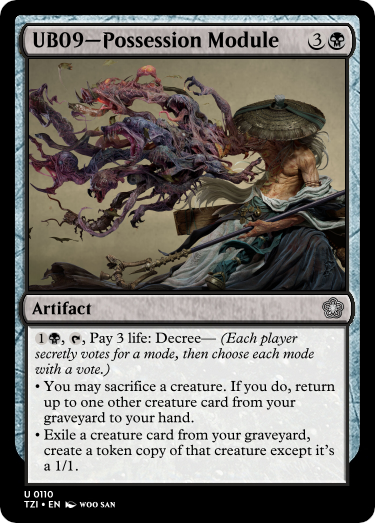 UB09—Possession Module 3
Artifact
1, Pay 3 life: Decree— (Each player
secretly votes for a mode, then choose each mode
with a vote.)
• You may sacrifice a creature. If you do, return
up to one other creature card from your
graveyard to your hand.
• Exile a creature card from your graveyard,
create a token copy of that creature except it's
a 1/1.
U 0110
TZI • EN WOO SAN